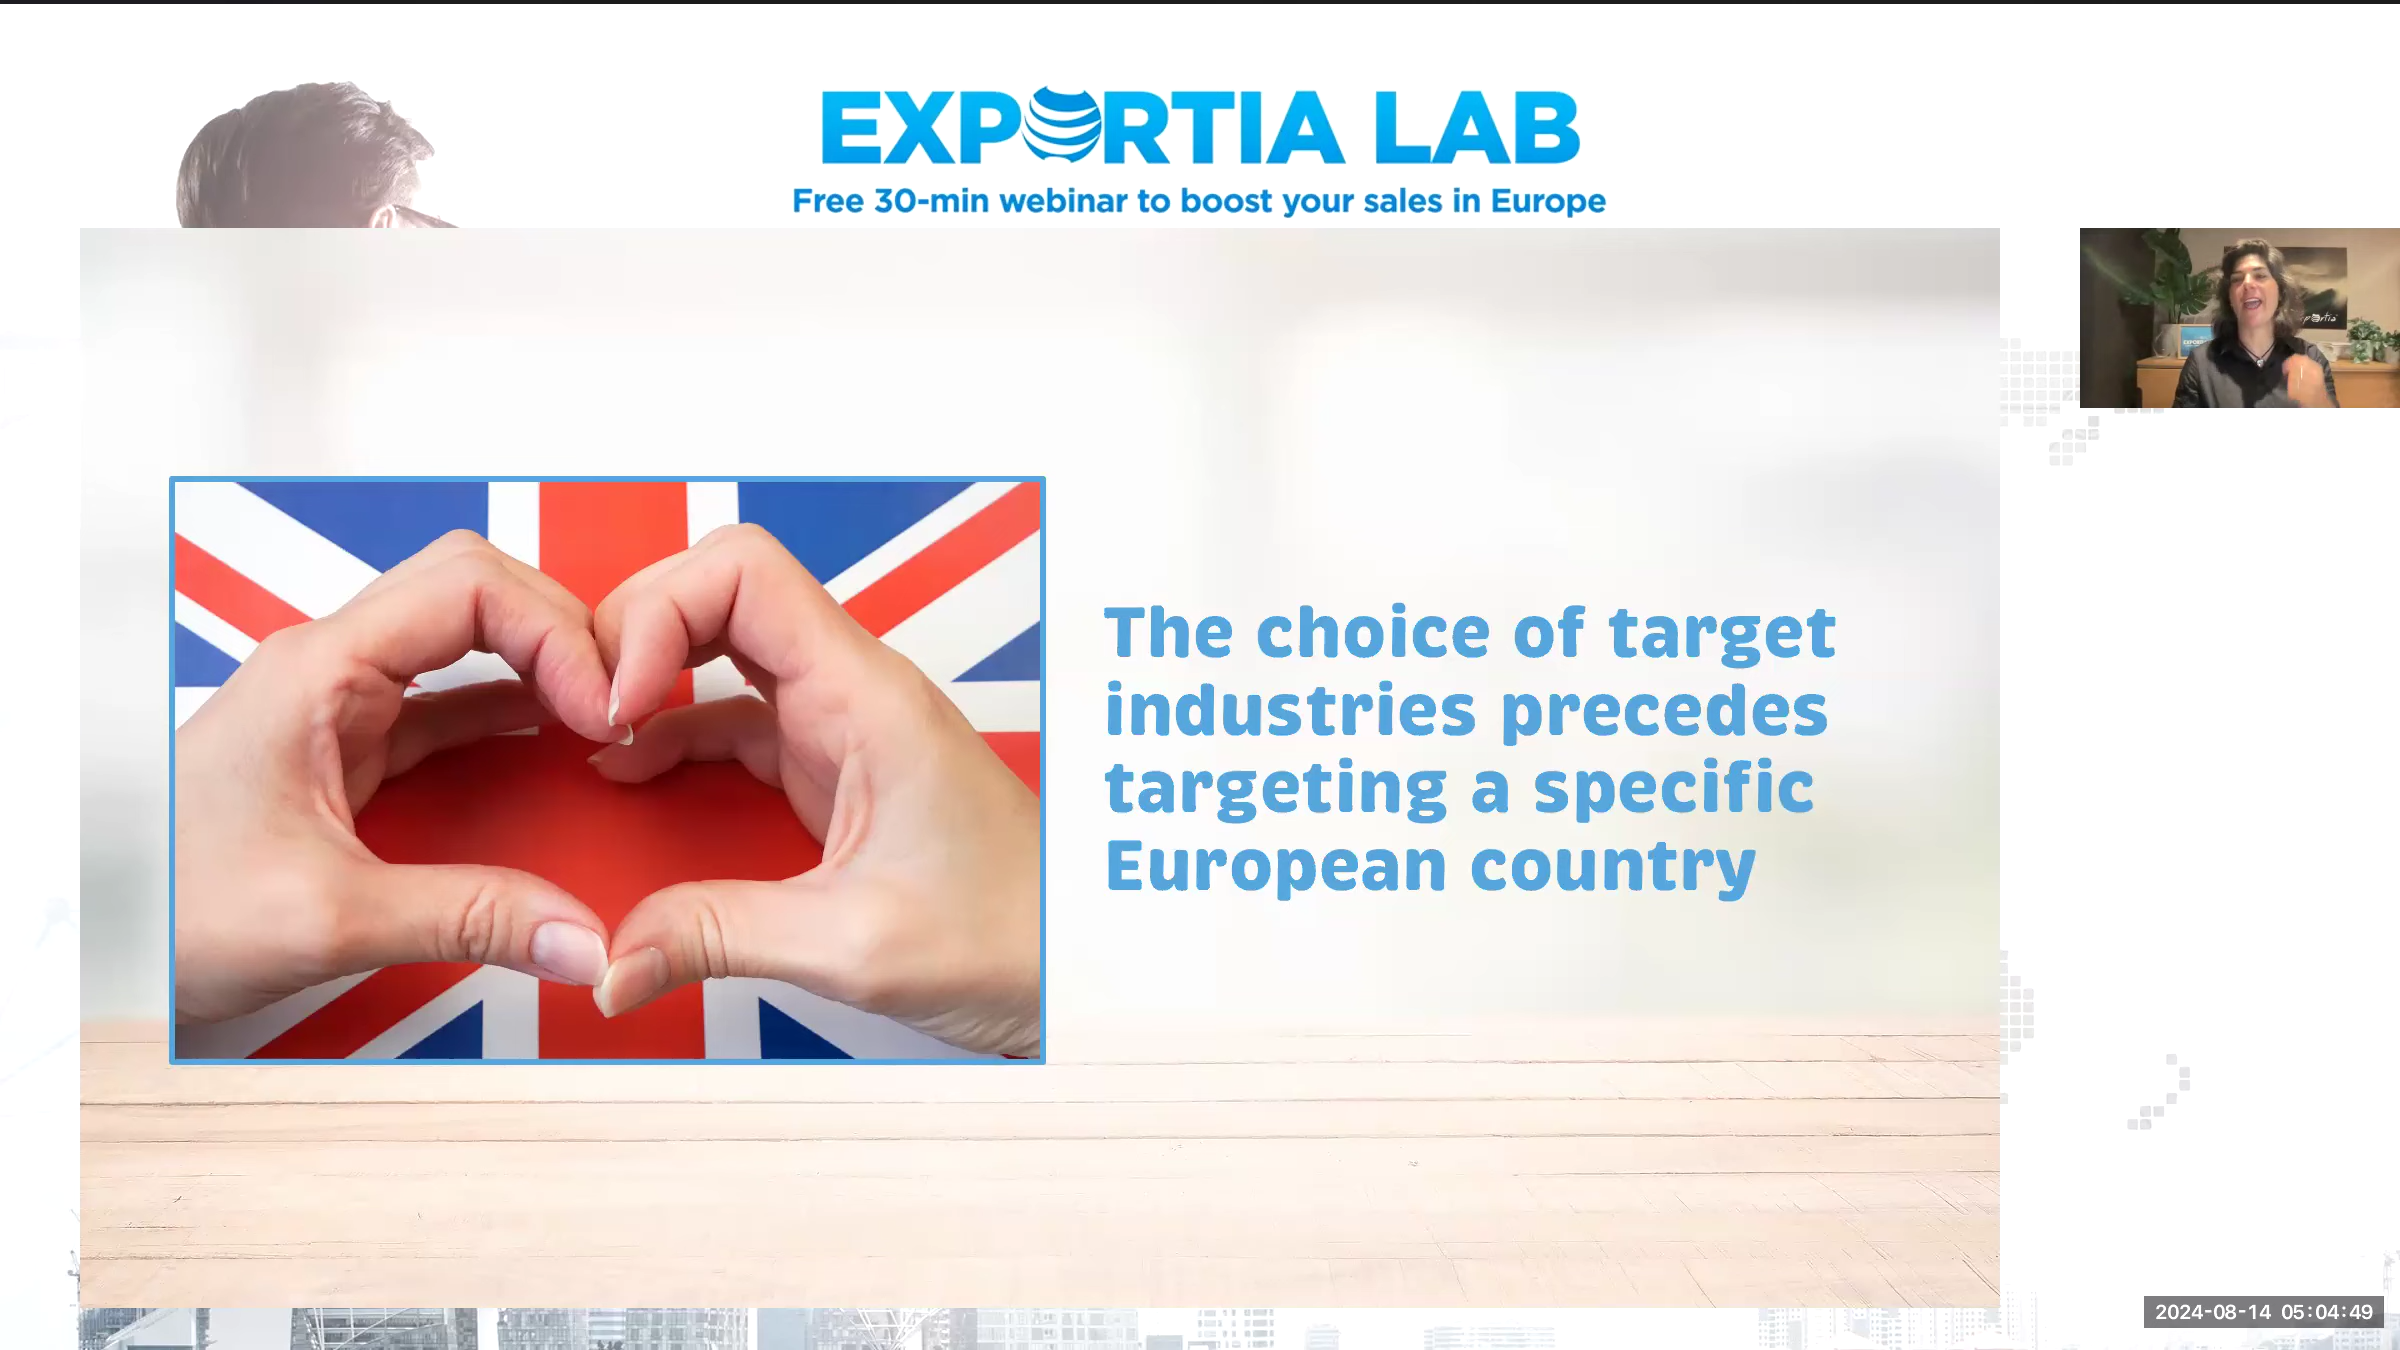 EXPORTIA LAB
Free 30-min webinar to boost your sales in Europe
The choice of target
industries precedes
targeting a specific
European country
2024-08-14 05:04:49